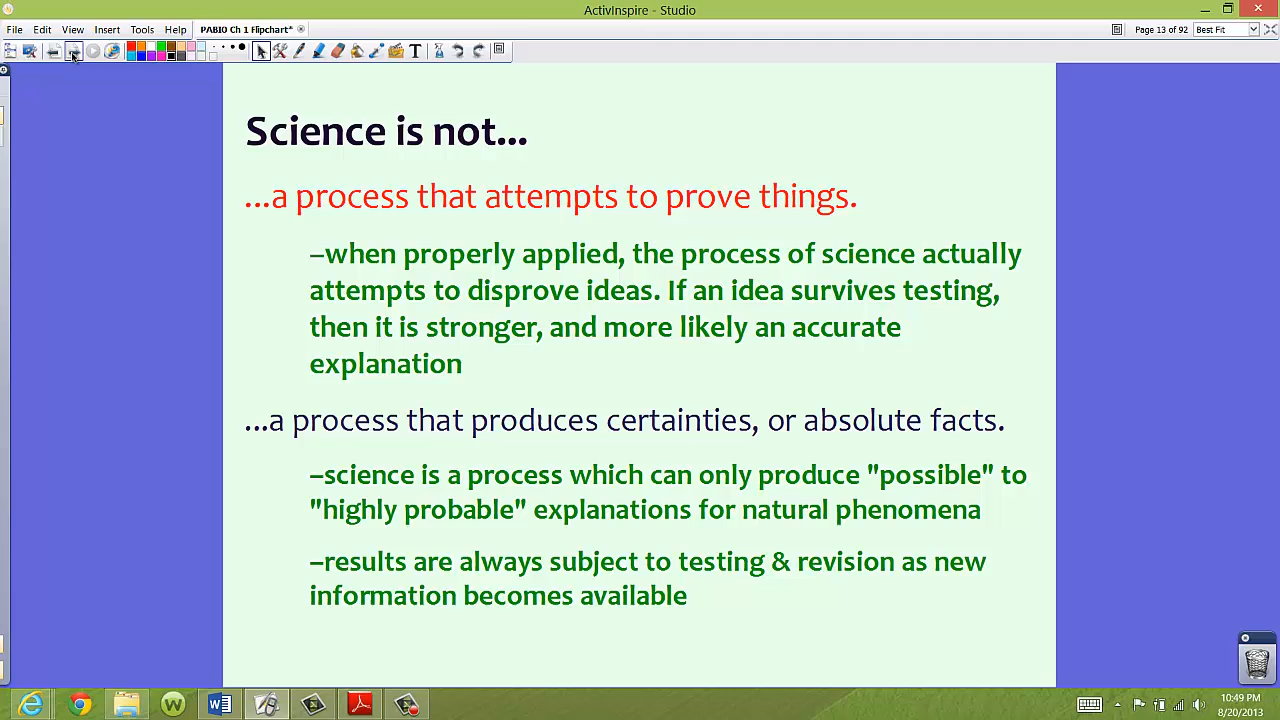 ActivInspire - Studio
File Edit View Insert Tools Help PABIO Ch 1 Flipchart* Page 13 of 92 Best Fit
T
Science is not...
...a process that attempts to prove things.
–when properly applied, the process of science actually
attempts to disprove ideas. If an idea survives testing,
then it is stronger, and more likely an accurate
explanation
...a process that produces certainties, or absolute facts.
–science is a process which can only produce "possible" to
"highly probable" explanations for natural phenomena
–results are always subject to testing & revision as new
information becomes available
10:49 PM
8/20/2013